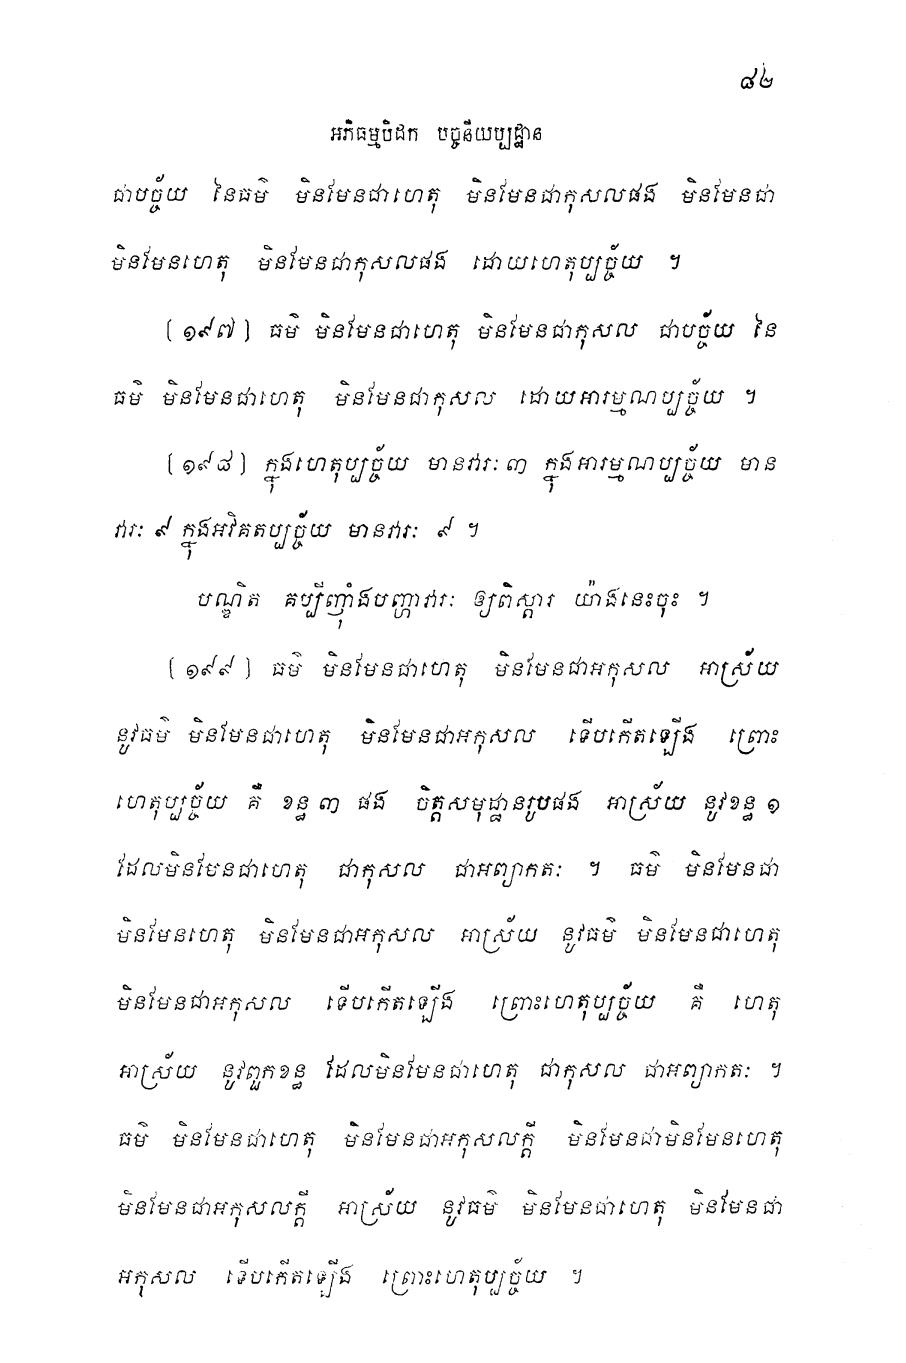 ៨២
អភិធម្មបិដក បច្ចនីយប្បដ្ឋាន
ជាបច្ច័យ នៃធម៌ មិនមែនជាហេតុ មិនមែនជាកុសលផង មិនមែនជា
មិនមែនហេតុ មិនមែនជាកុសលផង ដោយហេតុប្បច្ច័យ ។
(១៩៧) ធម៌ មិនមែនជាហេតុ មិនមែនជាកុសល ជាបច្ច័យ នៃ
ធម៌ មិនមែនជាហេតុ មិនមែនជាកុសល ដោយអារម្មណប្បច្ច័យ ។
(១៩៨) ក្នុងហេតុប្បច្ច័យ មានវារៈ ៣ ក្នុងអារម្មណប្បច្ច័យ មាន
វារៈ ៩ ក្នុងអវិគតប្បច្ច័យ មានវារៈ ៩ ។
បណ្ឌិត គប្បីញុំាងបញ្ហាវារៈ ឲ្យពិស្តារ យ៉ាងនេះចុះ ។
(១៩៩) ធម៌ មិនមែនជាហេតុ មិនមែនជាអកុសល អាស្រ័យ
នូវធម៌ មិនមែនជាហេតុ មិនមែនជាអកុសល ទើបកើតឡើង ព្រោះ
ហេតុប្បច្ច័យ គឺ ខន្ធ ៣ ផង ចិត្តសមុដ្ឋានរូបផង អាស្រ័យ នូវខន្ធ ១
ដែលមិនមែនជាហេតុ ជាកុសល ជាអព្យាកតៈ ។ ធម៌ មិនមែនជា
មិនមែនហេតុ មិនមែនជាអកុសល អាស្រ័យ នូវធម៌ មិនមែនជាហេតុ
មិនមែនជាអកុសល ទើបកើតឡើង ព្រោះហេតុប្បច្ច័យ គឺ ហេតុ
អាស្រ័យ នូវពួកខន្ធ ដែលមិនមែនជាហេតុ ជាកុសល ជាអព្យាកតៈ ។
ធម៌ មិនមែនជាហេតុ មិនមែនជាអកុសលក្តី មិនមែនជាមិនមែនហេតុ
មិនមែនជាអកុសលក្តី អាស្រ័យ នូវធម៌ មិនមែនជាហេតុ មិនមែនជា
អកុសល ទើបកើតឡើង ព្រោះហេតុប្បច្ច័យ ។